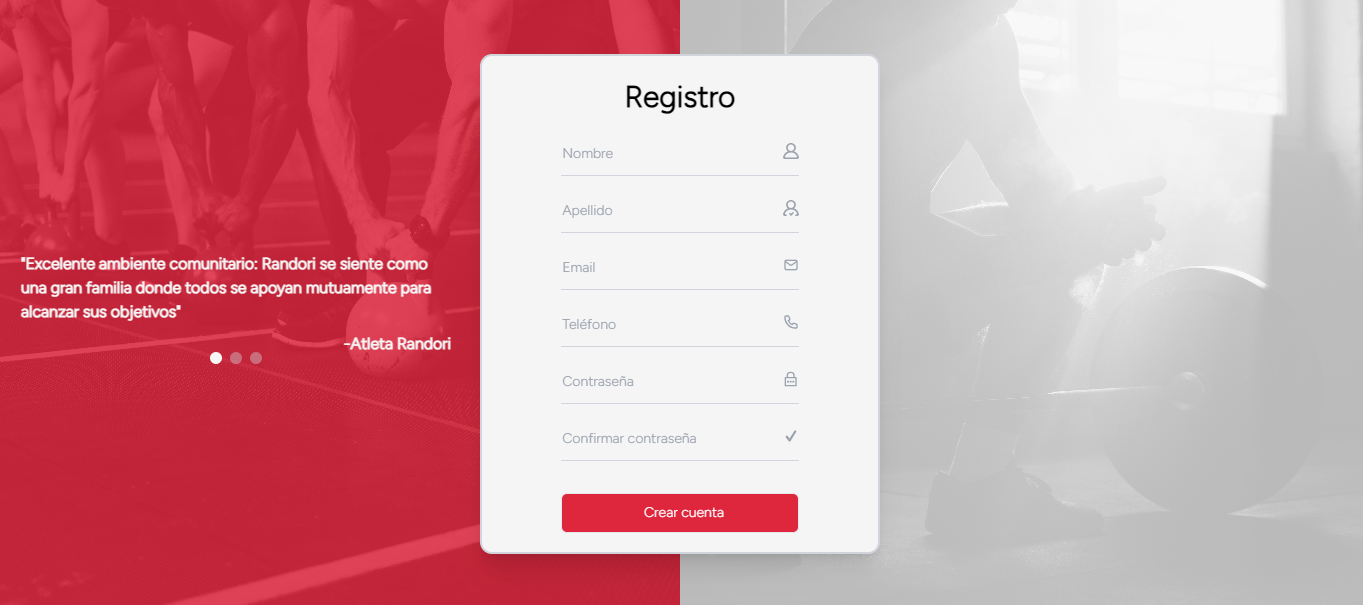 Registro
Nombre
Apellido
Email
Teléfono
Contraseña
Confirmar contraseña
Crear cuenta
"Excelente ambiente comunitario: Randori se siente como
una gran familia donde todos se apoyan mutuamente para
alcanzar sus objetivos"
-Atleta Randori